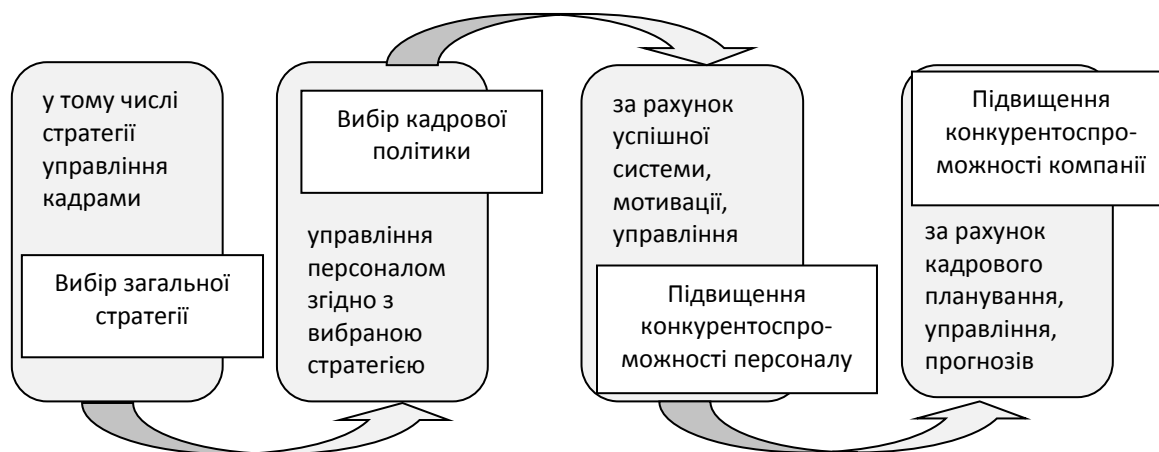 у тому числі
стратегії
управління
кадрами
Вибір загальної
стратегії
Вибір кадрової
політики
управління
персоналом
згідно з
вибраною
стратегією
за рахунок
успішної
системи,
мотивації,
управління
Підвищення
конкурентоспро-
можності персоналу
Підвищення
конкурентоспро-
можності компанії
за рахунок
кадрового
планування,
управління,
прогнозів